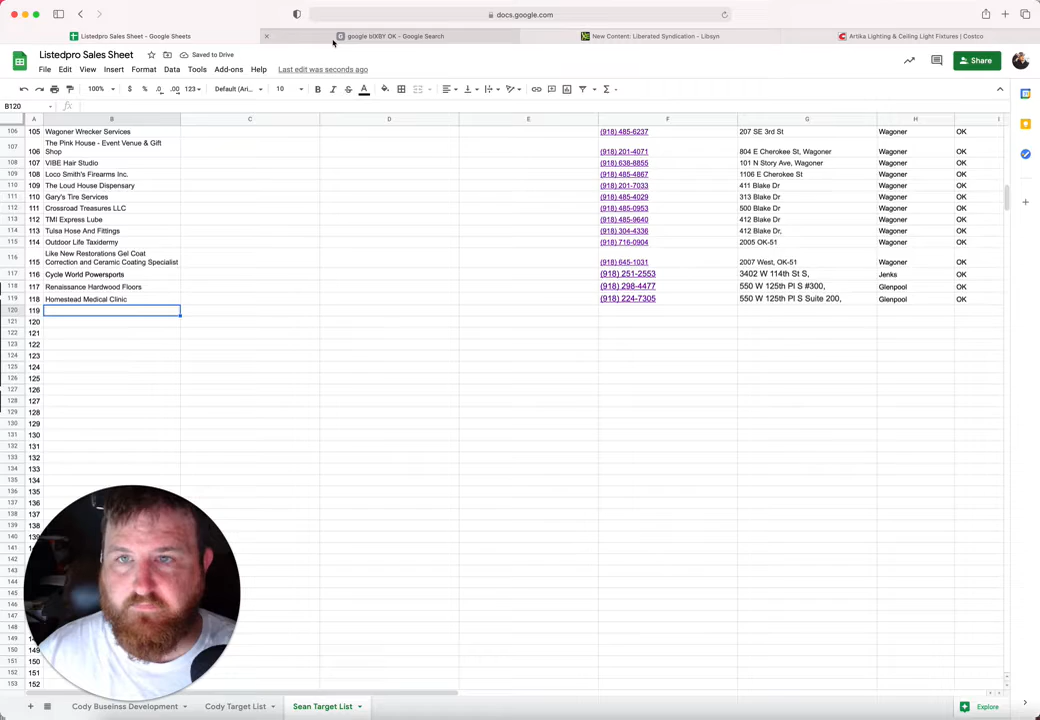 docs.google.com
Listedpro Sales Sheet - Google Sheets
google bIXBY OK - Google Search
New Content: Liberated Syndication - Libsyn
Artika Lighting & Ceiling Light Fixtures | Costco
Listedpro Sales Sheet
Saved to Drive
File Edit View Insert Format Data Tools Add-ons Help Last edit was seconds ago
Share
100% $ % .0 .00 123 Default (Ari... 10 B I S A
B120 fx
A B C D E F G H I
106 105 Wagoner Wrecker Services (918) 485-6237 207 SE 3rd St Wagoner OK
The Pink House - Event Venue & Gift
107 106 Shop (918) 201-4071 804 E Cherokee St, Wagoner Wagoner OK
108 107 VIBE Hair Studio (918) 638-8855 101 N Story Ave, Wagoner Wagoner OK
109 108 Loco Smith's Firearms Inc. (918) 485-4867 1106 E Cherokee St Wagoner OK
110 109 The Loud House Dispensary (918) 201-7033 411 Blake Dr Wagoner OK
111 110 Gary's Tire Services (918) 485-4029 313 Blake Dr Wagoner OK
112 111 Crossroad Treasures LLC (918) 485-0953 500 Blake Dr Wagoner OK
113 112 TMI Express Lube (918) 485-9640 412 Blake Dr Wagoner OK
114 113 Tulsa Hose And Fittings (918) 304-4336 412 Blake Dr, Wagoner OK
115 114 Outdoor Life Taxidermy (918) 716-0904 2005 OK-51 Wagoner OK
Like New Restorations Gel Coat
116 115 Correction and Ceramic Coating Specialist (918) 645-1031 2007 West, OK-51 Wagoner OK
117 116 Cycle World Powersports (918) 251-2553 3402 W 114th St S, Jenks OK
118 117 Renaissance Hardwood Floors (918) 298-4477 550 W 125th Pl S #300, Glenpool OK
119 118 Homestead Medical Clinic (918) 224-7305 550 W 125th Pl S Suite 200, Glenpool OK
120 119
121 120
122 121
123 122
124 123
125 124
126 125
127 126
128 127
129 128
130 129
131 130
132 131
133 132
134 133
135 134
136 135
137 136
138 137
139 138
140 139
141 140
142
143
144
145
146
147
148
149
150 149
151 150
152 151
153 152
Cody Buseinss Development
Cody Target List
Sean Target List
Explore